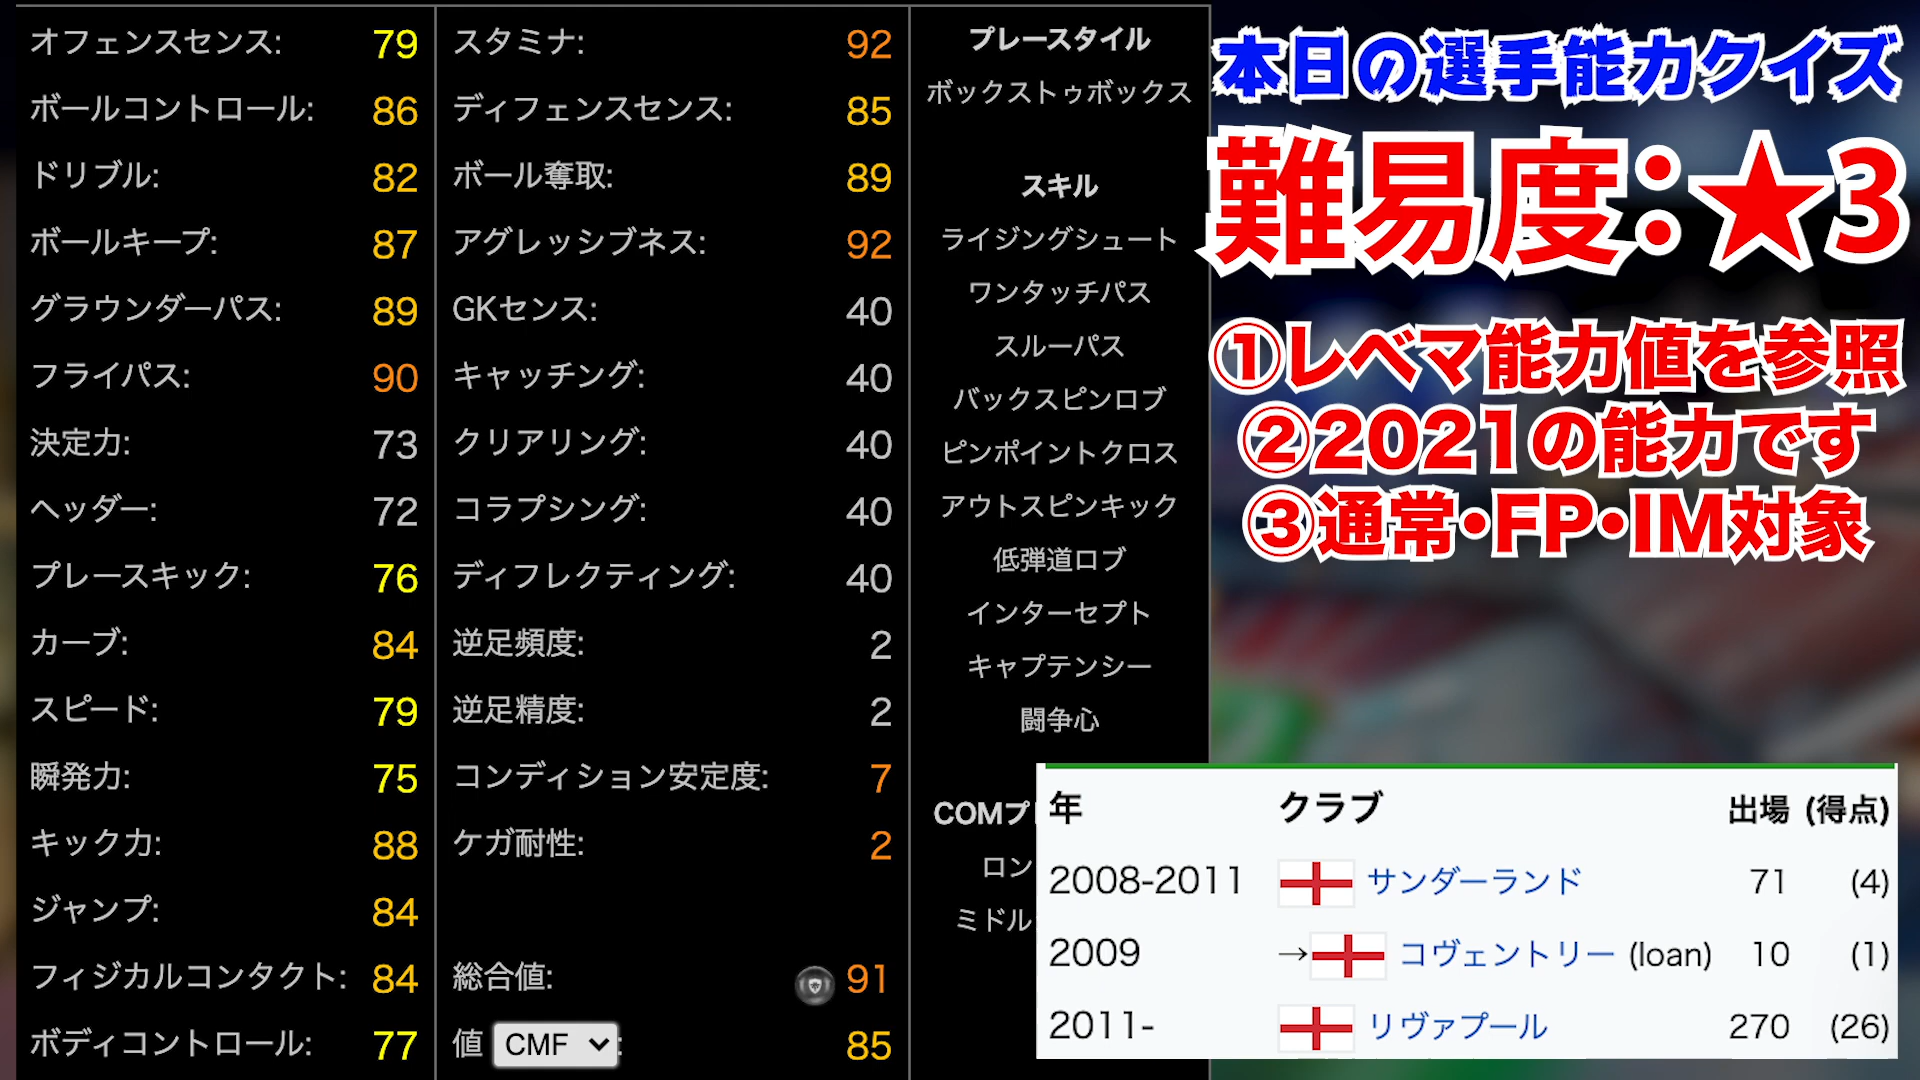 オフェンスセンス: 79
ボールコントロール: 86
ドリブル: 82
ボールキープ: 87
グラウンダーパス: 89
フライパス: 90
決定力: 73
ヘッダー: 72
プレースキック: 76
カーブ: 84
スピード: 79
瞬発力: 75
キック力: 88
ジャンプ: 84
フィジカルコンタクト: 84
ボディコントロール: 77
スタミナ: 92
ディフェンスセンス: 85
ボール奪取: 89
アグレッシブネス: 92
GKセンス: 40
キャッチング: 40
クリアリング: 40
コラプシング: 40
ディフレクティング: 40
逆足頻度: 2
逆足精度: 2
コンディション安定度: 7
ケガ耐性: 2
総合値: 91
値 CMF : 85
プレースタイル
ボックストゥボックス
スキル
ライジングシュート
ワンタッチパス
スルーパス
バックスピンロブ
ピンポイントクロス
アウトスピンキック
低弾道ロブ
インターセプト
キャプテンシー
闘争心
COMプ
ロン
ミドル
本日の選手能力クイズ
難易度:★3
①レベマ能力値を参照
②2021の能力です
③通常・FP・IM対象
年 クラブ 出場 (得点)
2008-2011 サンダーランド 71 (4)
2009 →コヴェントリー (loan) 10 (1)
2011- リヴァプール 270 (26)